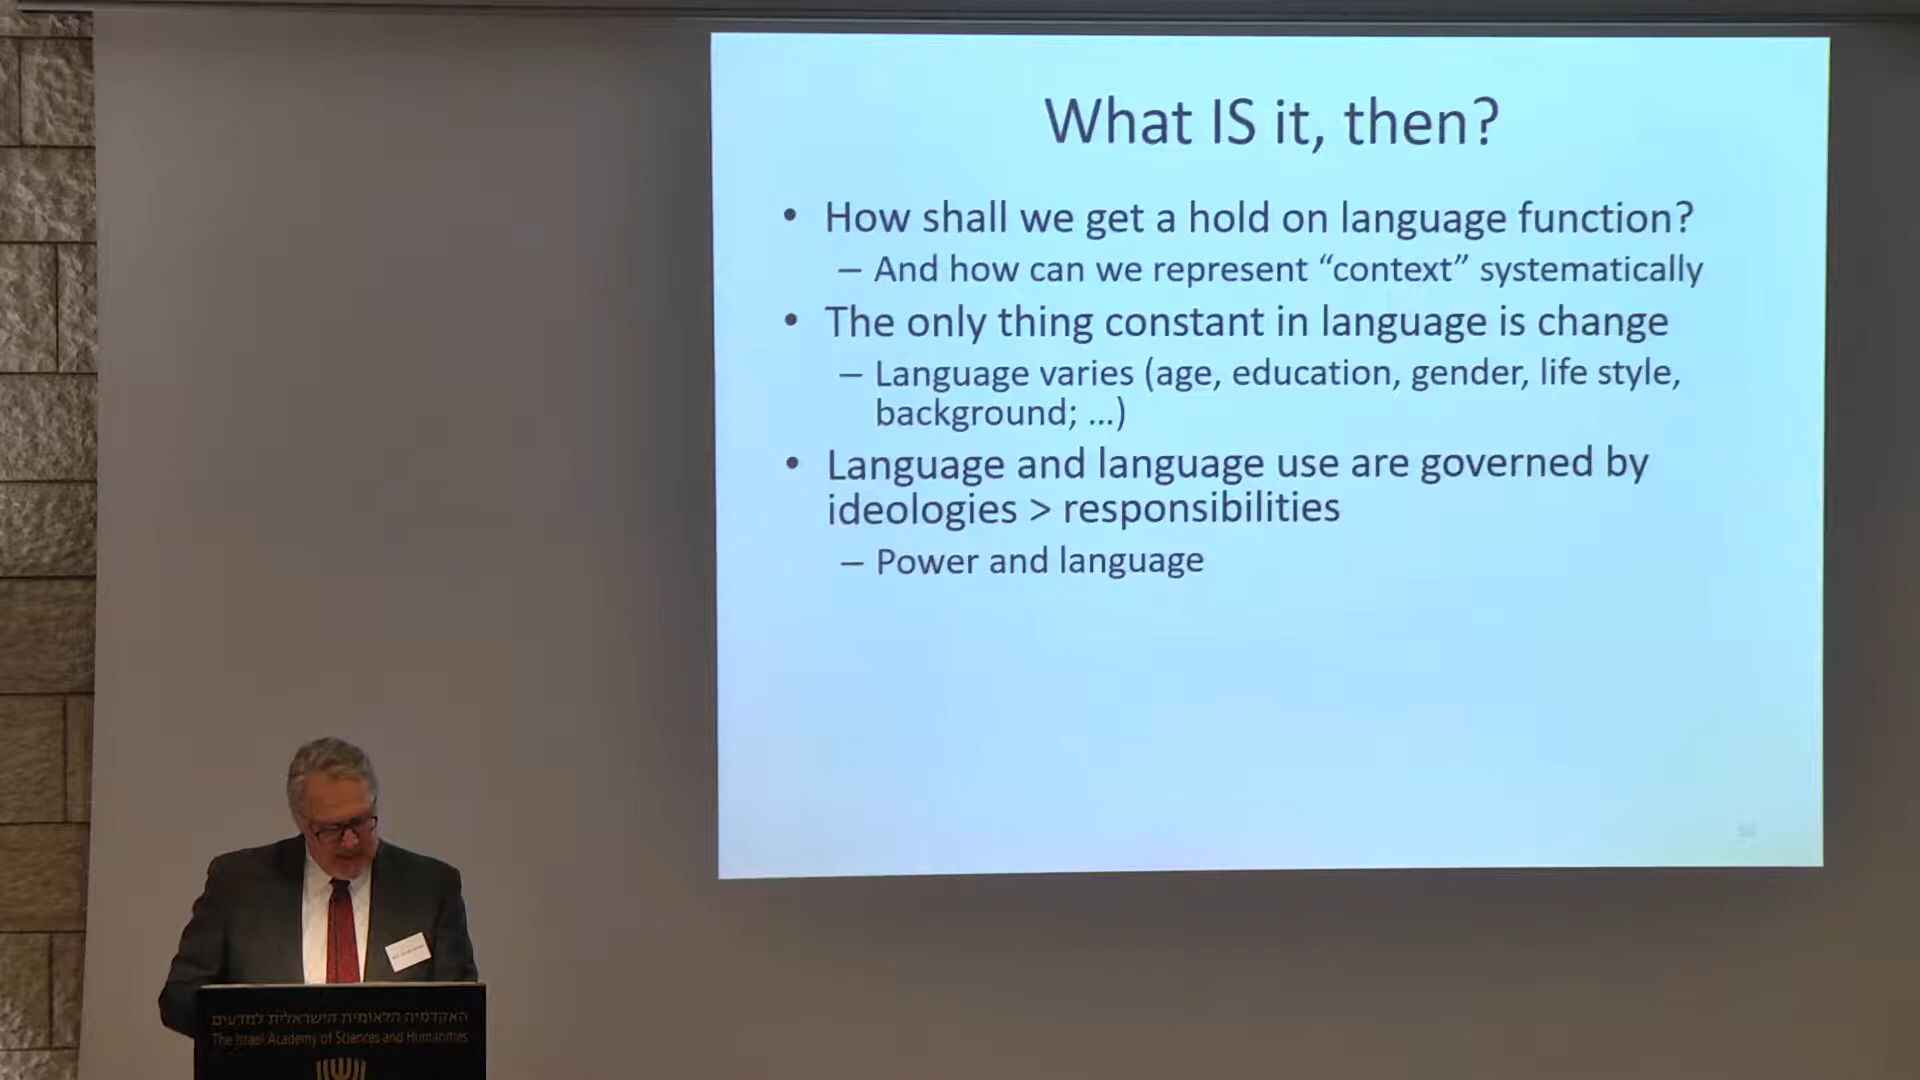 What IS it, then?
• How shall we get a hold on language function?
– And how can we represent “context” systematically
• The only thing constant in language is change
– Language varies (age, education, gender, life style,
background; ...)
• Language and language use are governed by
ideologies > responsibilities
– Power and language
האקדמיה הלאומית הישראלית למדעים
The Israel Academy of Sciences and Humanities